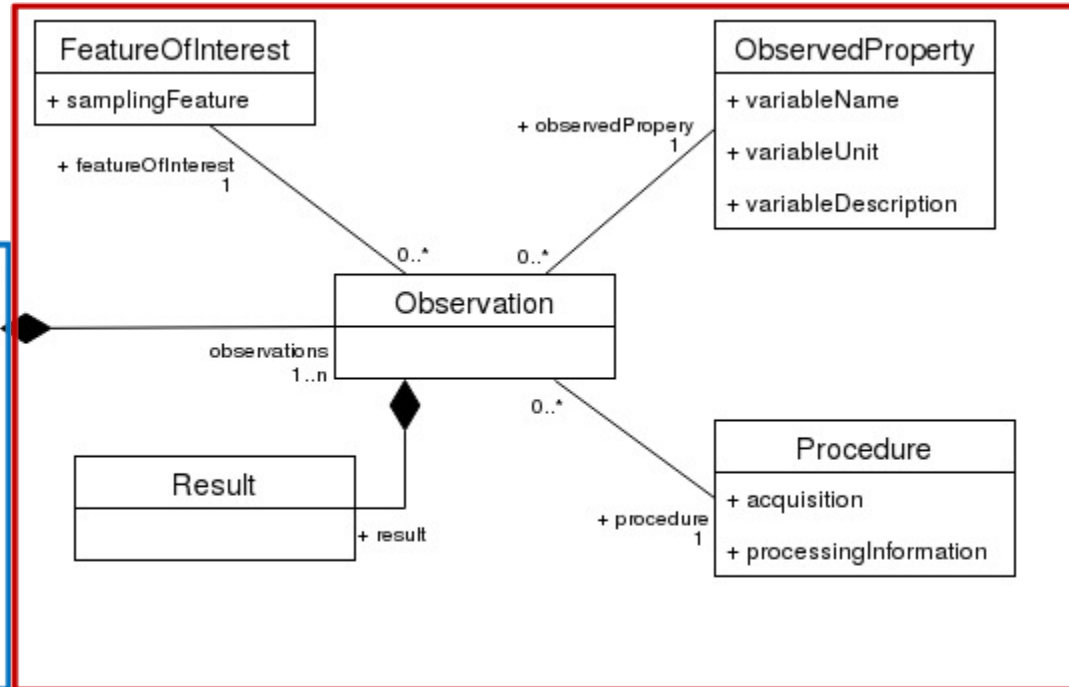 FeatureOfInterest
+ samplingFeature
+ featureOfInterest
1
0..*
ObservedProperty
+ variableName
+ variableUnit
+ variableDescription
+ observedPropery
1
0..*
Observation
observations
1..n
0..*
Result
+ result
Procedure
+ acquisition
+ processingInformation
+ procedure
1